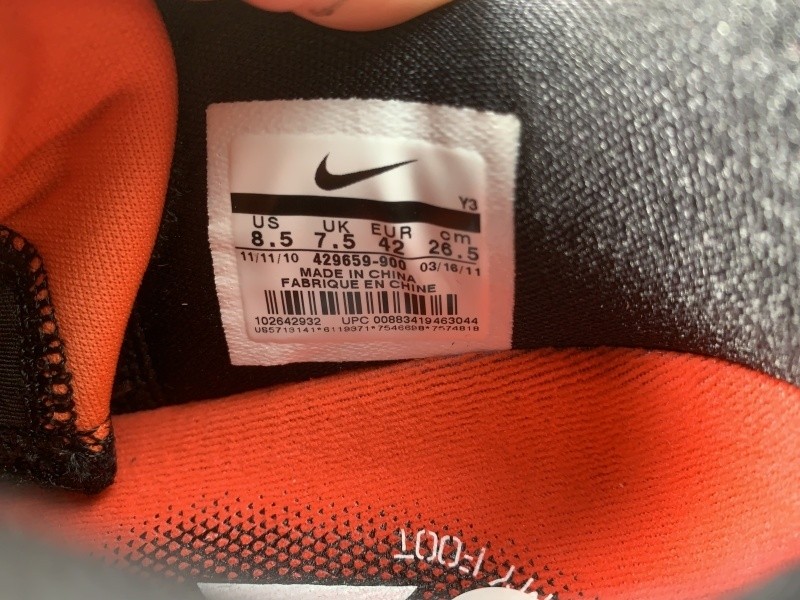 Y3
US UK EUR cm
8.5 7.5 42 26.5
11/11/10 429659-900 03/16/11
MADE IN CHINA
FABRIQUE EN CHINE
102642932 UPC 00883419463044
FOOT